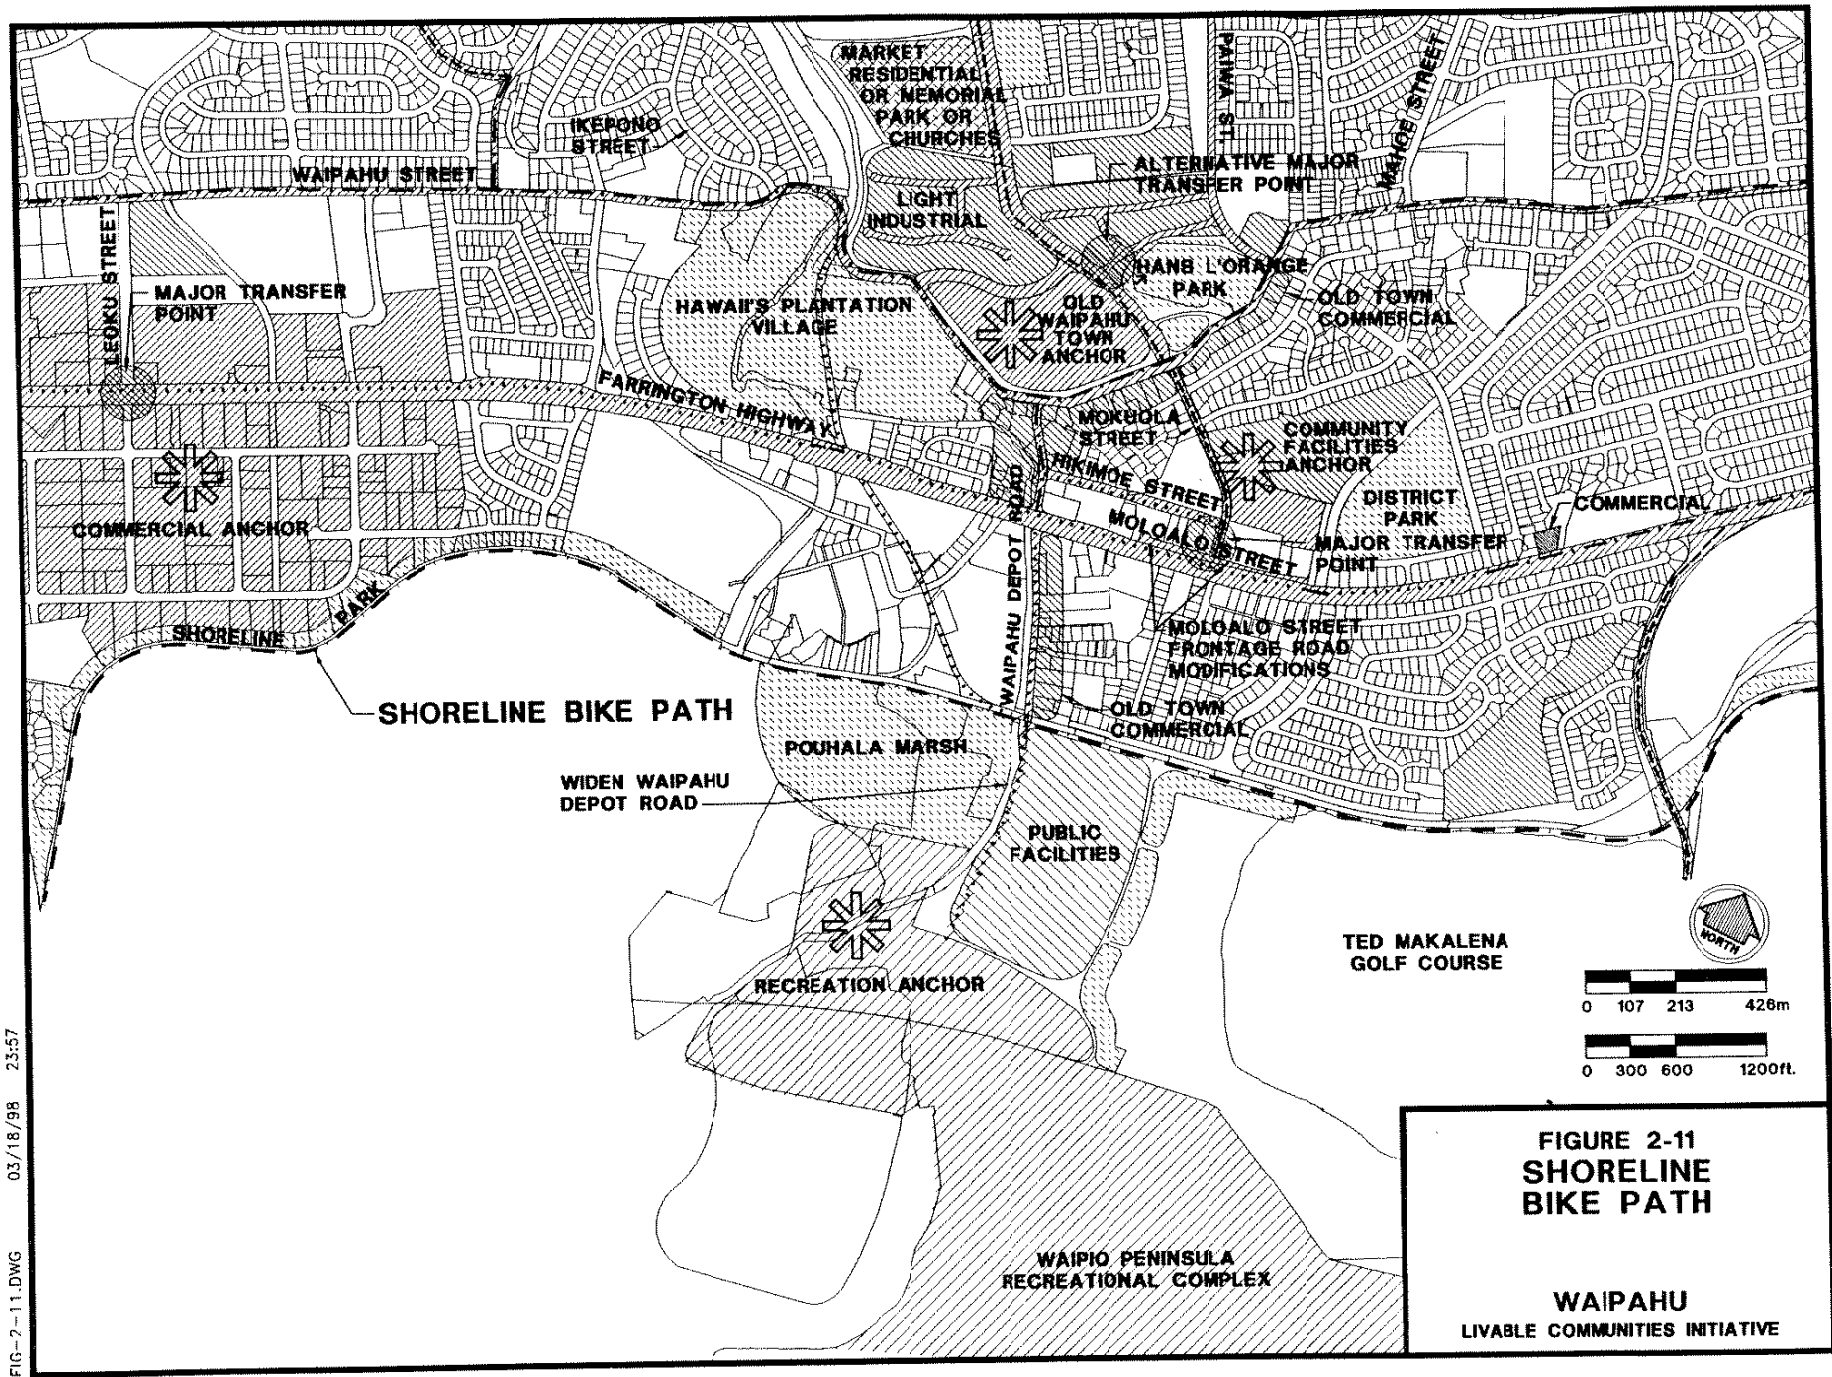 MARKET
RESIDENTIAL
OR MEMORIAL
PARK OR
CHURCHES
PAIWA ST.
MAHOE STREET
IKEPONO
STREET
WAIPAHU STREET
ALTERNATIVE MAJOR
TRANSFER POINT
LIGHT
INDUSTRIAL
LEOKU STREET
MAJOR TRANSFER
POINT
HAWAII'S PLANTATION
VILLAGE
OLD
WAIPAHU
TOWN
ANCHOR
HANS L'ORANGE
PARK
OLD TOWN
COMMERCIAL
FARRINGTON HIGHWAY
MOKUOLA
STREET
COMMUNITY
FACILITIES
ANCHOR
HIKIMOE STREET
DISTRICT
PARK
COMMERCIAL
COMMERCIAL ANCHOR
MOLOALO STREET
MAJOR TRANSFER
POINT
WAIPAHU DEPOT ROAD
SHORELINE PARK
MOLOALO STREET
FRONTAGE ROAD
MODIFICATIONS
SHORELINE BIKE PATH
OLD TOWN
COMMERCIAL
POUHALA MARSH
WIDEN WAIPAHU
DEPOT ROAD
PUBLIC
FACILITIES
RECREATION ANCHOR
TED MAKALENA
GOLF COURSE
NORTH
0 107 213 426m
0 300 600 1200ft.
WAIPIO PENINSULA
RECREATIONAL COMPLEX
FIGURE 2-11
SHORELINE
BIKE PATH
WAIPAHU
LIVABLE COMMUNITIES INITIATIVE
FIG-2-11.DWG 03/18/98 23:57